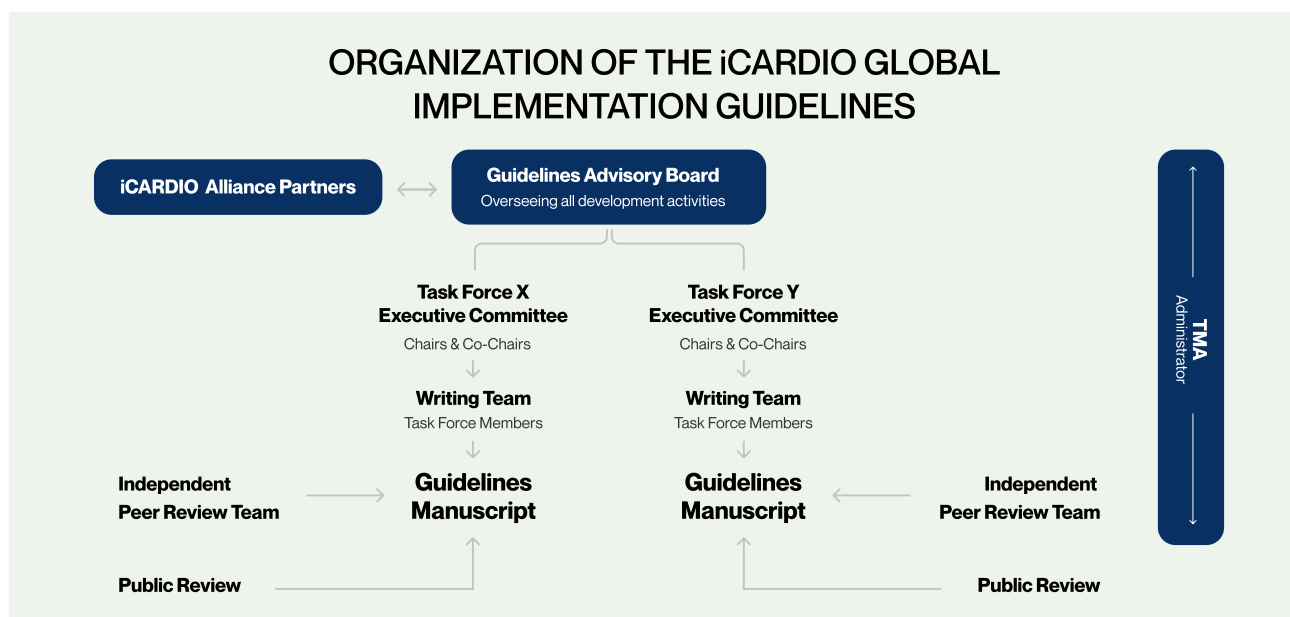 ORGANIZATION OF THE iCARDIO GLOBAL
IMPLEMENTATION GUIDELINES
iCARDIO Alliance Partners
Guidelines Advisory Board
Overseeing all development activities
Task Force X
Executive Committee
Chairs & Co-Chairs
Writing Team
Task Force Members
Guidelines
Manuscript
Task Force Y
Executive Committee
Chairs & Co-Chairs
Writing Team
Task Force Members
Guidelines
Manuscript
Independent
Peer Review Team
Public Review
Independent
Peer Review Team
Public Review
TMA
Administrator